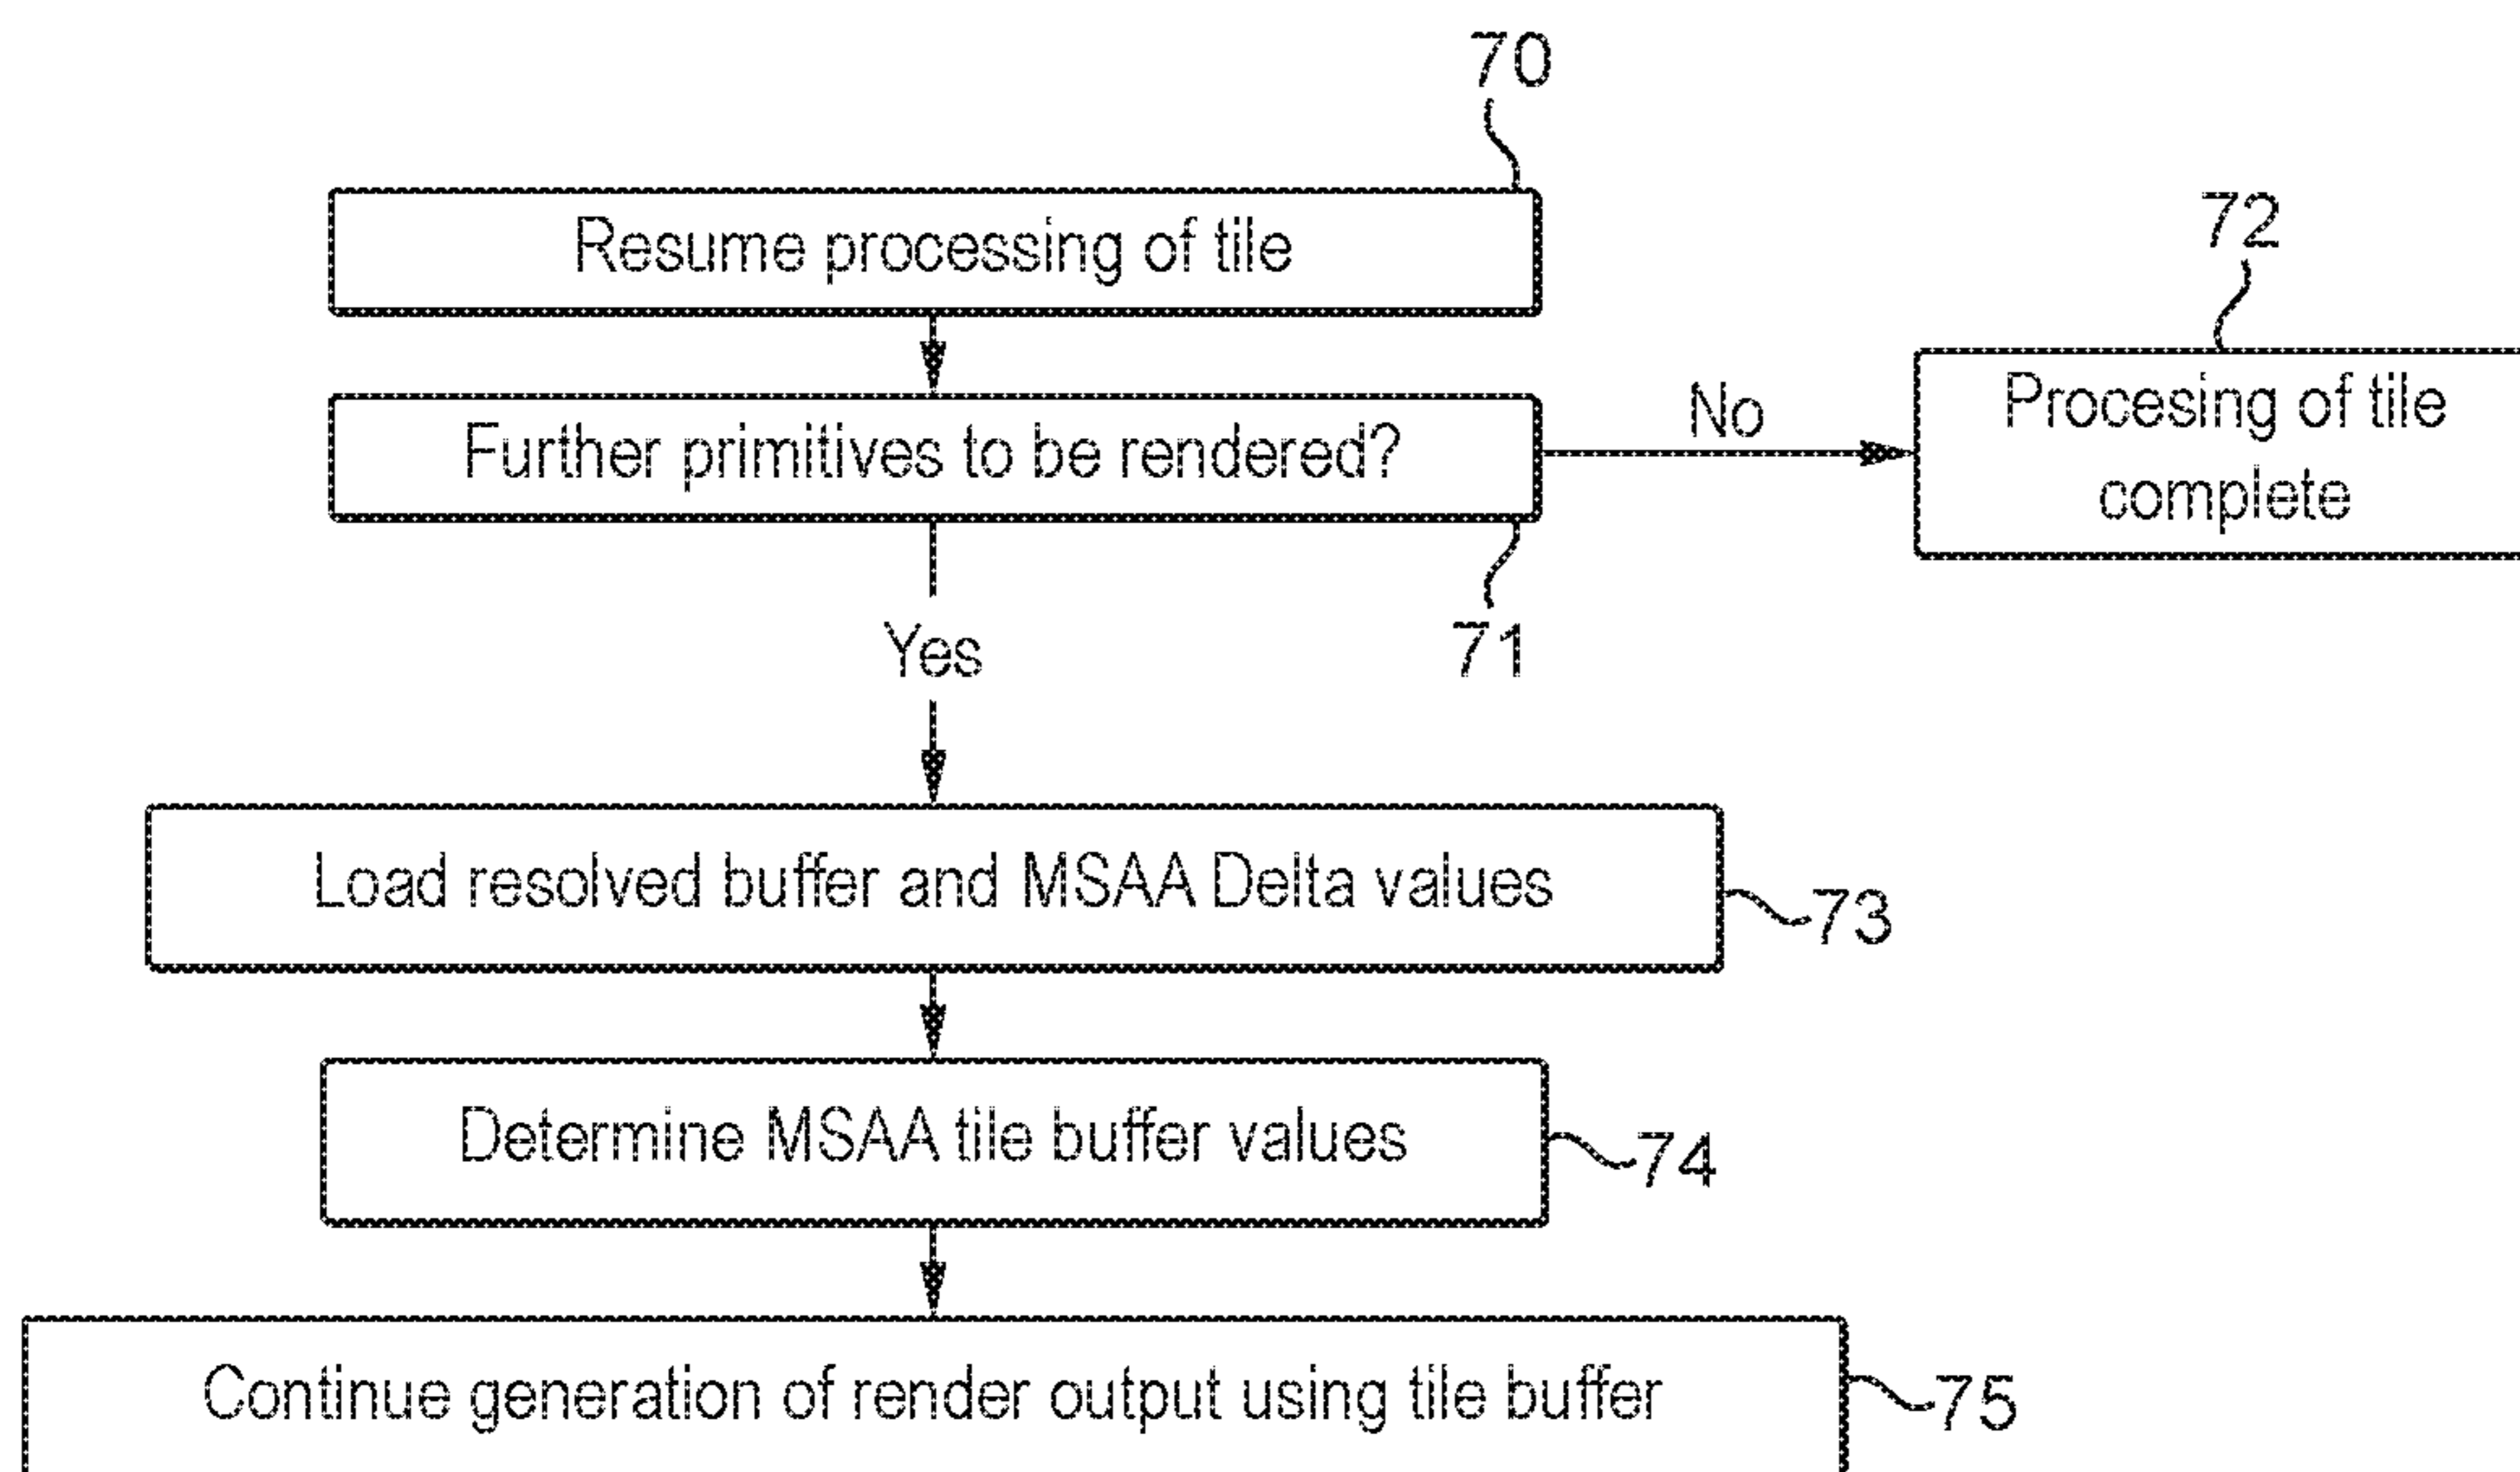 70
Resume processing of tile
72
Further primitives to be rendered?
No
Procesing of tile
complete
Yes
71
Load resolved buffer and MSAA Delta values
73
Determine MSAA tile buffer values
74
Continue generation of render output using tile buffer
75